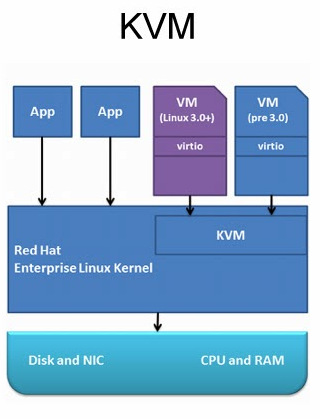 KVM
App
App
VM
(Linux 3.0+)
virtio
VM
(pre 3.0)
virtio
KVM
Red Hat
Enterprise Linux Kernel
Disk and NIC
CPU and RAM